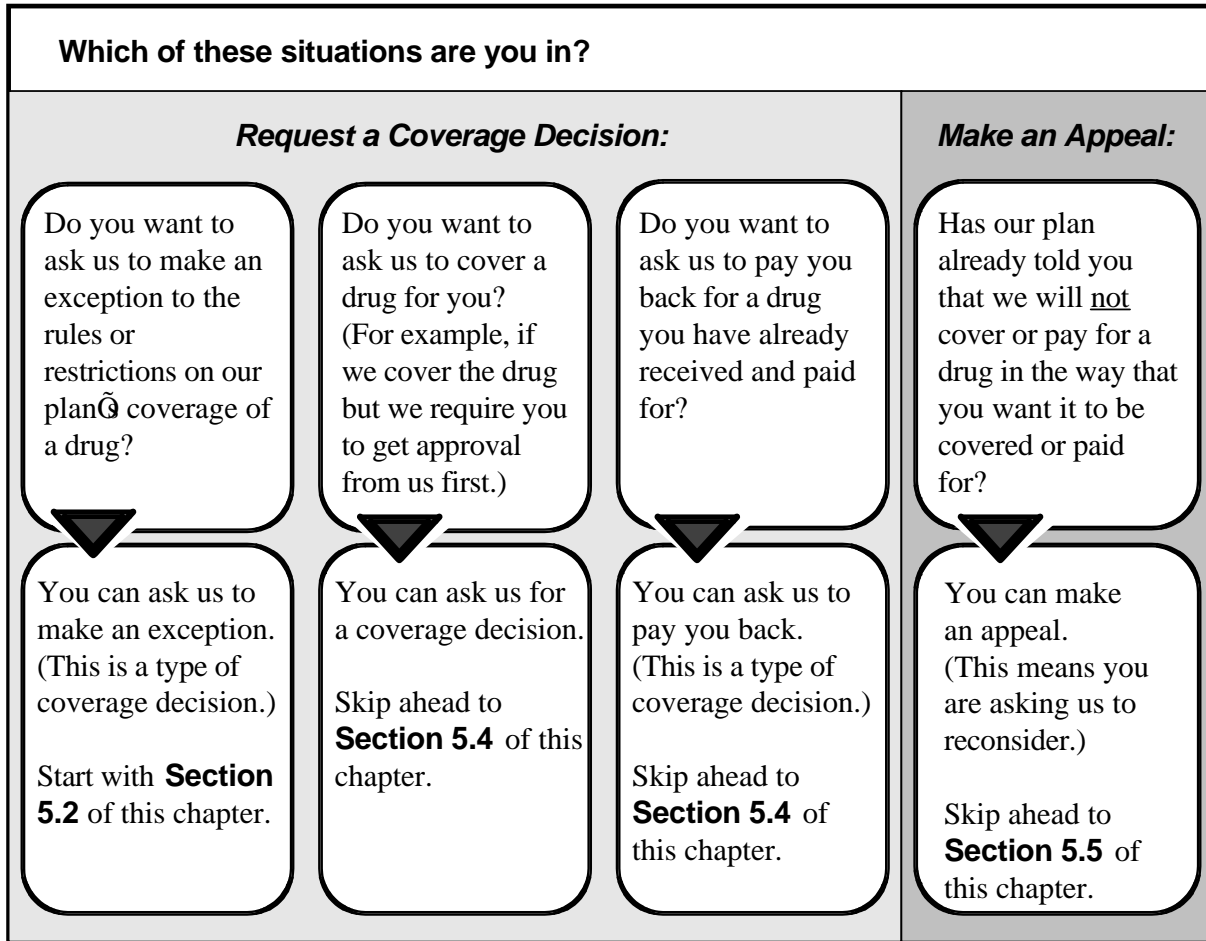 Which of these situations are you in?
Request a Coverage Decision:
Make an Appeal:
Do you want to
ask us to make an
exception to the
rules or
restrictions on our
planÕs coverage of
a drug?
Do you want to
ask us to cover a
drug for you?
(For example, if
we cover the drug
but we require you
to get approval
from us first.)
Do you want to
ask us to pay you
back for a drug
you have already
received and paid
for?
Has our plan
already told you
that we will not
cover or pay for a
drug in the way that
you want it to be
covered or paid
for?
You can ask us to
make an exception.
(This is a type of
coverage decision.)
Start with Section
5.2 of this chapter.
You can ask us for
a coverage decision.
Skip ahead to
Section 5.4 of this
chapter.
You can ask us to
pay you back.
(This is a type of
coverage decision.)
Skip ahead to
Section 5.4 of
this chapter.
You can make
an appeal.
(This means you
are asking us to
reconsider.)
Skip ahead to
Section 5.5 of
this chapter.